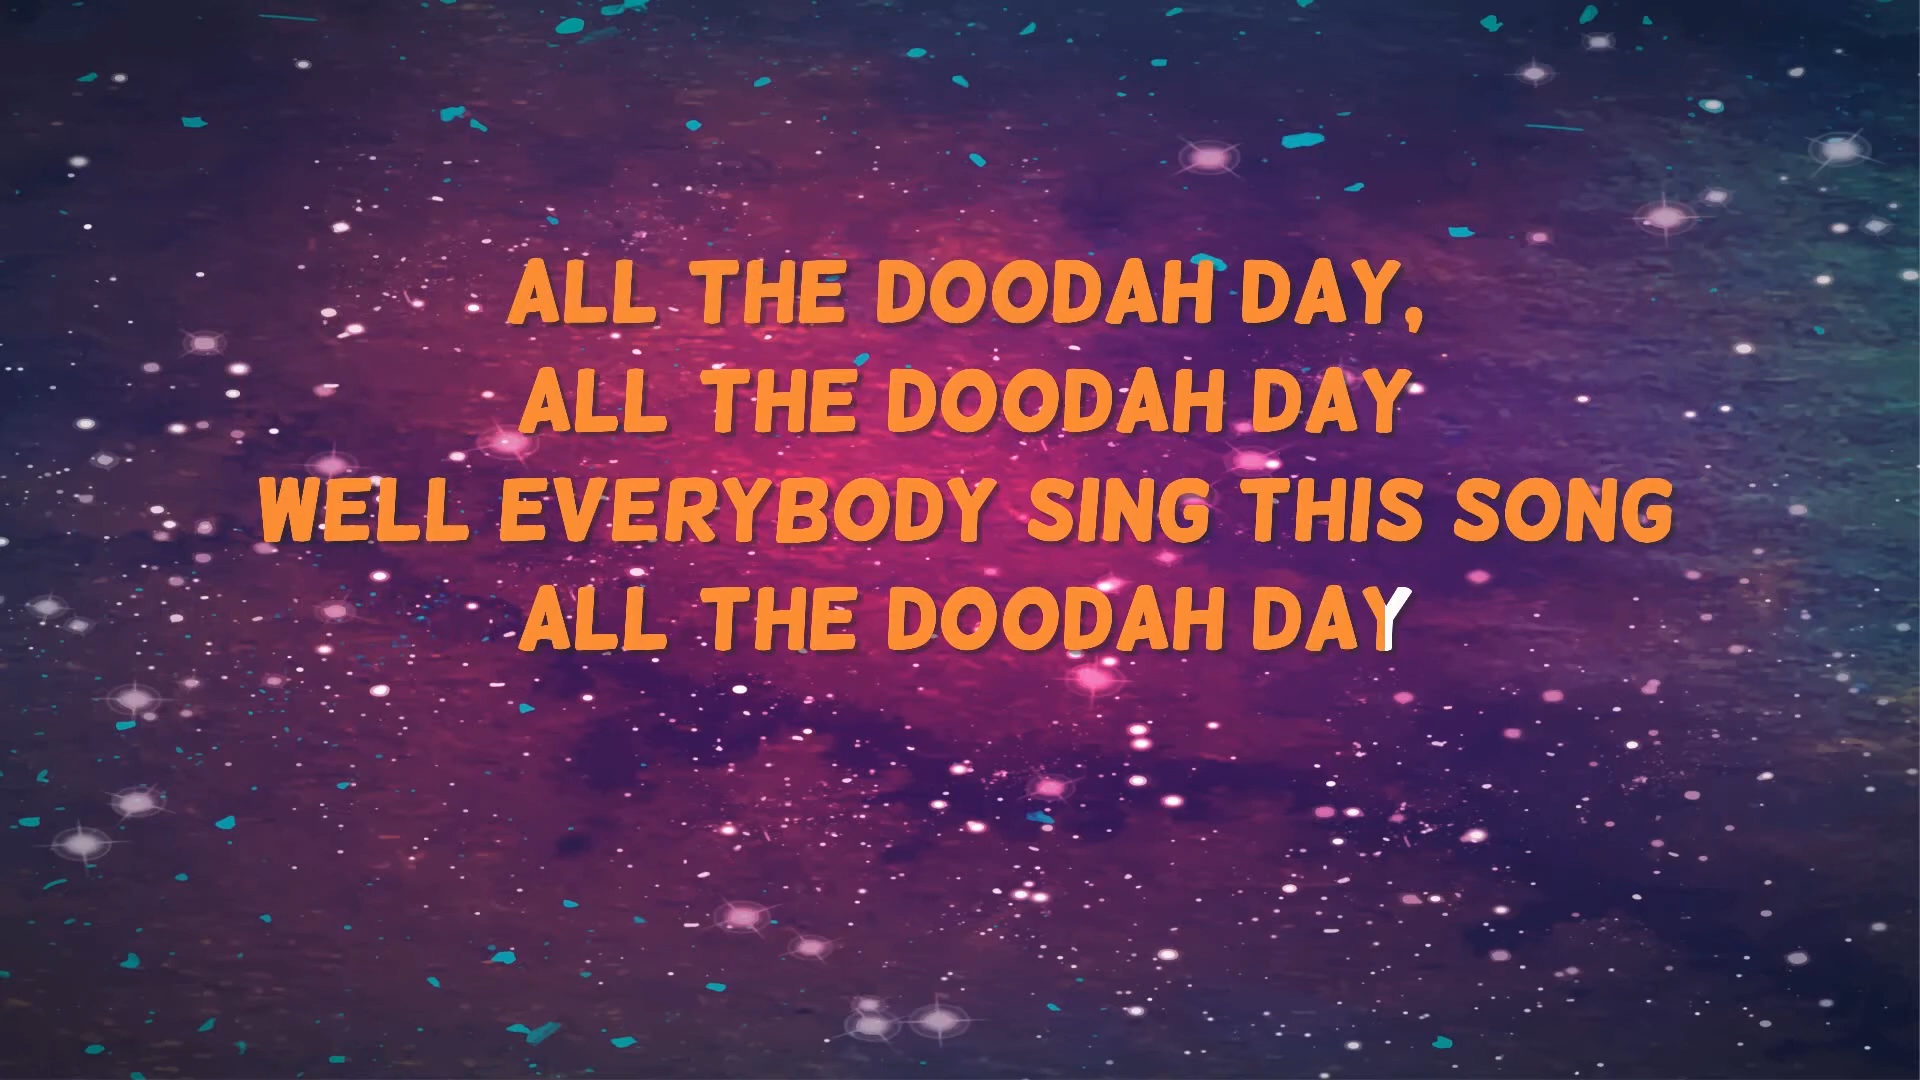 ALL THE DOODAH DAY,
ALL THE DOODAH DAY
WELL EVERYBODY SING THIS SONG
ALL THE DOODAH DAY